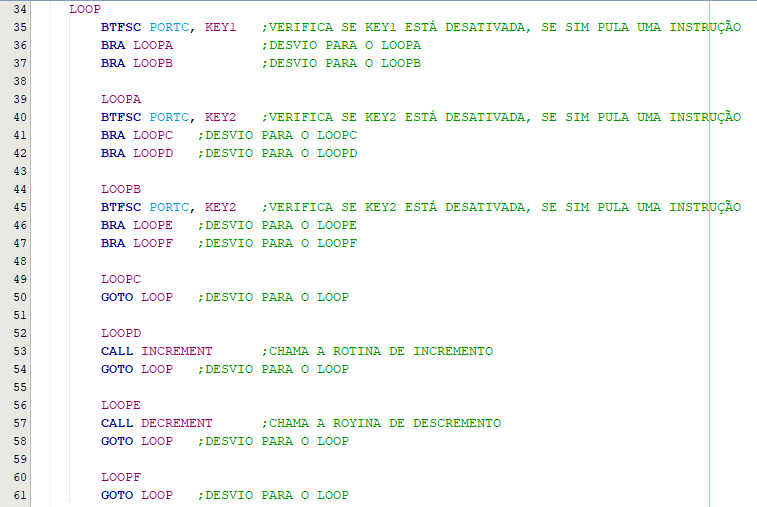 34 LOOP
35 BTFSC PORTC, KEY1 ;VERIFICA SE KEY1 ESTÁ DESATIVADA, SE SIM PULA UMA INSTRUÇÃO
36 BRA LOOPA ;DESVIO PARA O LOOPA
37 BRA LOOPB ;DESVIO PARA O LOOPB
38
39 LOOPA
40 BTFSC PORTC, KEY2 ;VERIFICA SE KEY2 ESTÁ DESATIVADA, SE SIM PULA UMA INSTRUÇÃO
41 BRA LOOPC ;DESVIO PARA O LOOPC
42 BRA LOOPD ;DESVIO PARA O LOOPD
43
44 LOOPB
45 BTFSC PORTC, KEY2 ;VERIFICA SE KEY2 ESTÁ DESATIVADA, SE SIM PULA UMA INSTRUÇÃO
46 BRA LOOPE ;DESVIO PARA O LOOPE
47 BRA LOOPF ;DESVIO PARA O LOOPF
48
49 LOOPC
50 GOTO LOOP ;DESVIO PARA O LOOP
51
52 LOOPD
53 CALL INCREMENT ;CHAMA A ROTINA DE INCREMENTO
54 GOTO LOOP ;DESVIO PARA O LOOP
55
56 LOOPE
57 CALL DECREMENT ;CHAMA A ROYINA DE DESCREMENTO
58 GOTO LOOP ;DESVIO PARA O LOOP
59
60 LOOPF
61 GOTO LOOP ;DESVIO PARA O LOOP